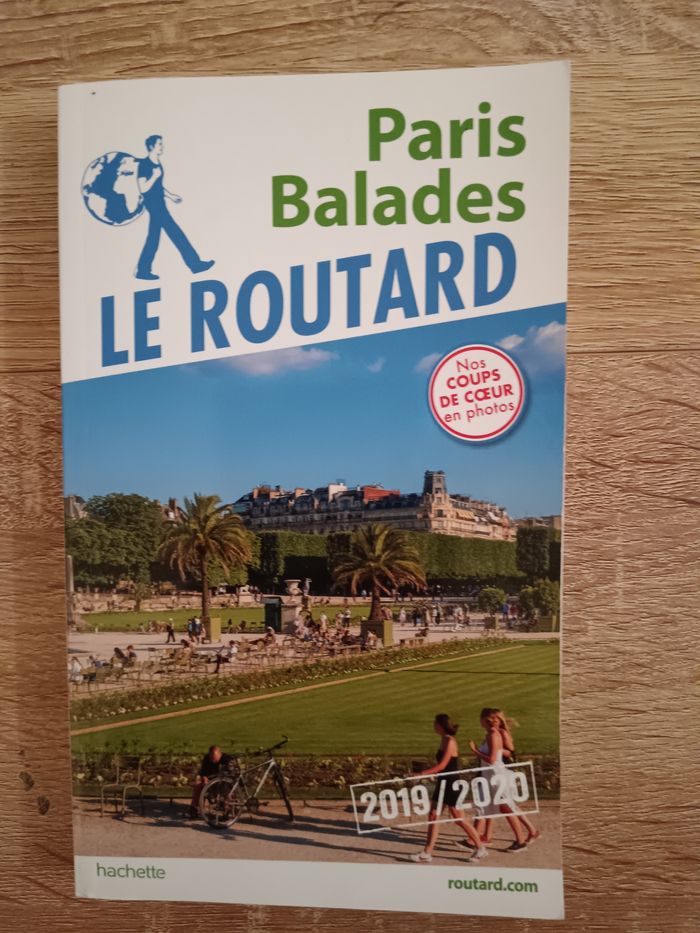 Paris
Balades
LE ROUTARD
Nos
COUPS
DE CŒUR
en photos
2019/2020
hachette
routard.com